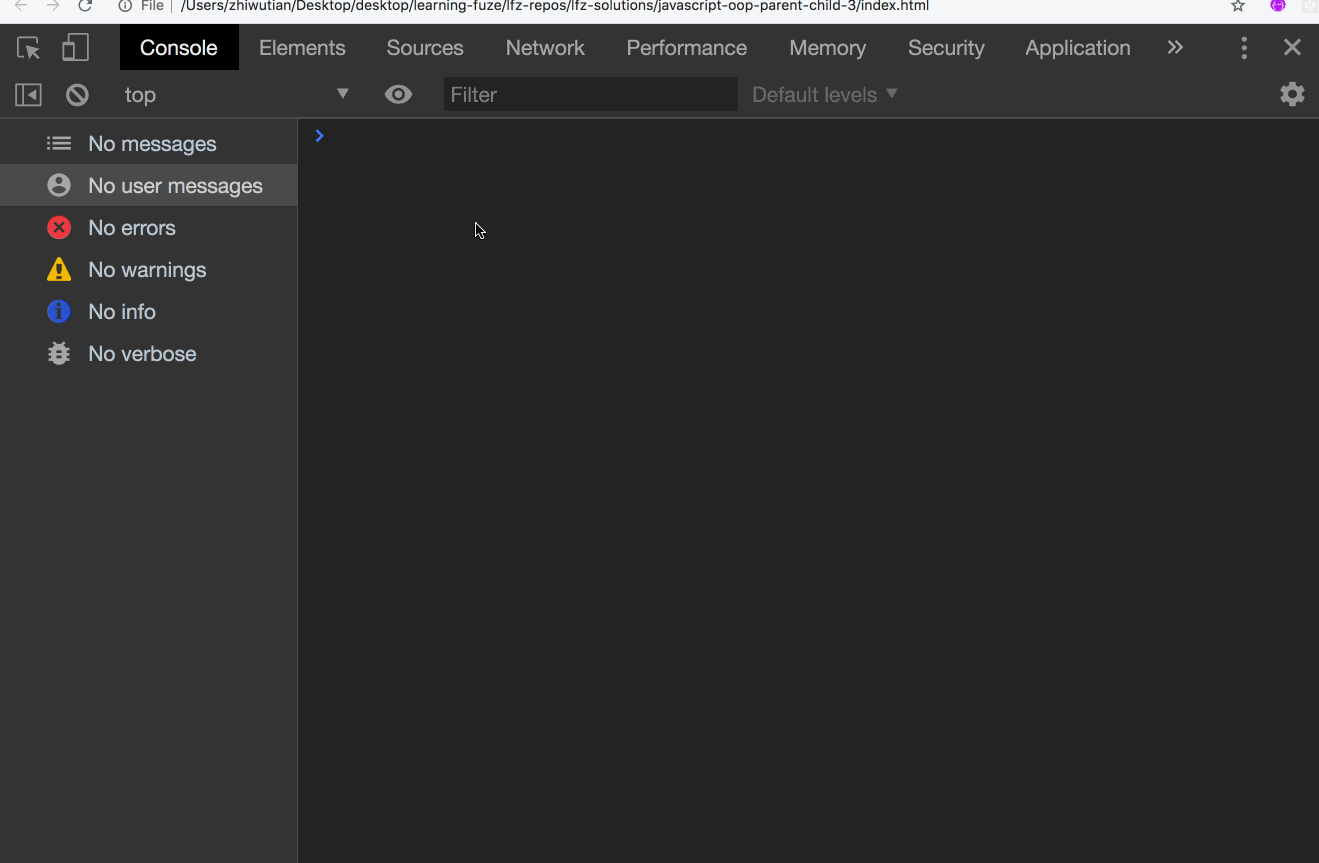 File /Users/zhiwutian/Desktop/desktop/learning-fuze/lfz-repos/lfz-solutions/javascript-oop-parent-child-3/index.html
Console Elements Sources Network Performance Memory Security Application
top Filter Default levels
No messages
No user messages
No errors
No warnings
No info
No verbose